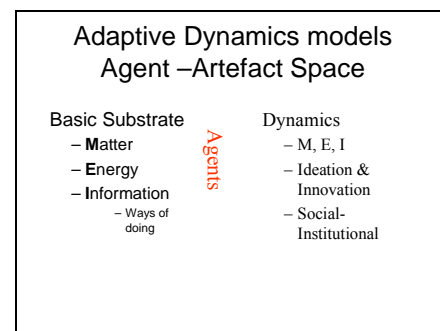 Adaptive Dynamics models
Agent –Artefact Space
Basic Substrate
– Matter
– Energy
– Information
– Ways of
doing
Agents
Dynamics
– M, E, I
– Ideation &
Innovation
– Social-
Institutional